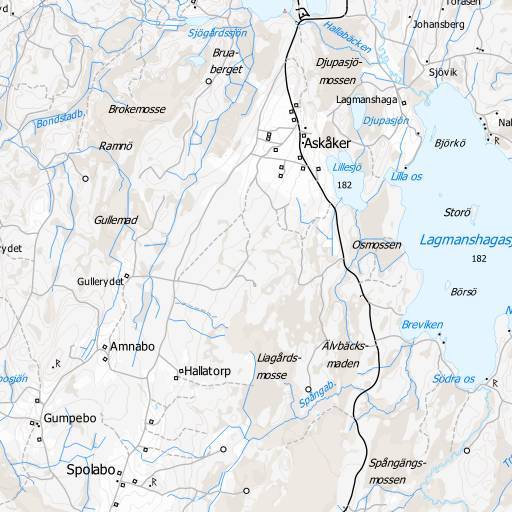 Toråsen
Johansberg
Sjögårdssjön
Hallabäcken
Brua-
berget
Djupasjö-
mossen
Sjövik
Lagmanshaga
Brokemosse
Bondstadb.
Djupasjön
Björkö
Ramnö
Askåker
Lillesjö
182
Lilla os
R
Storö
Gullemad
Osmossen
Lagmanshagasj
182
Gullerydet
Börsö
Breviken
Amnabo
Älvbäcks-
maden
Liagårds-
mosse
R
Hallatorp
Södra os
R
Spångab.
Gumpebo
Spångängs-
mossen
R
Spolabo
R